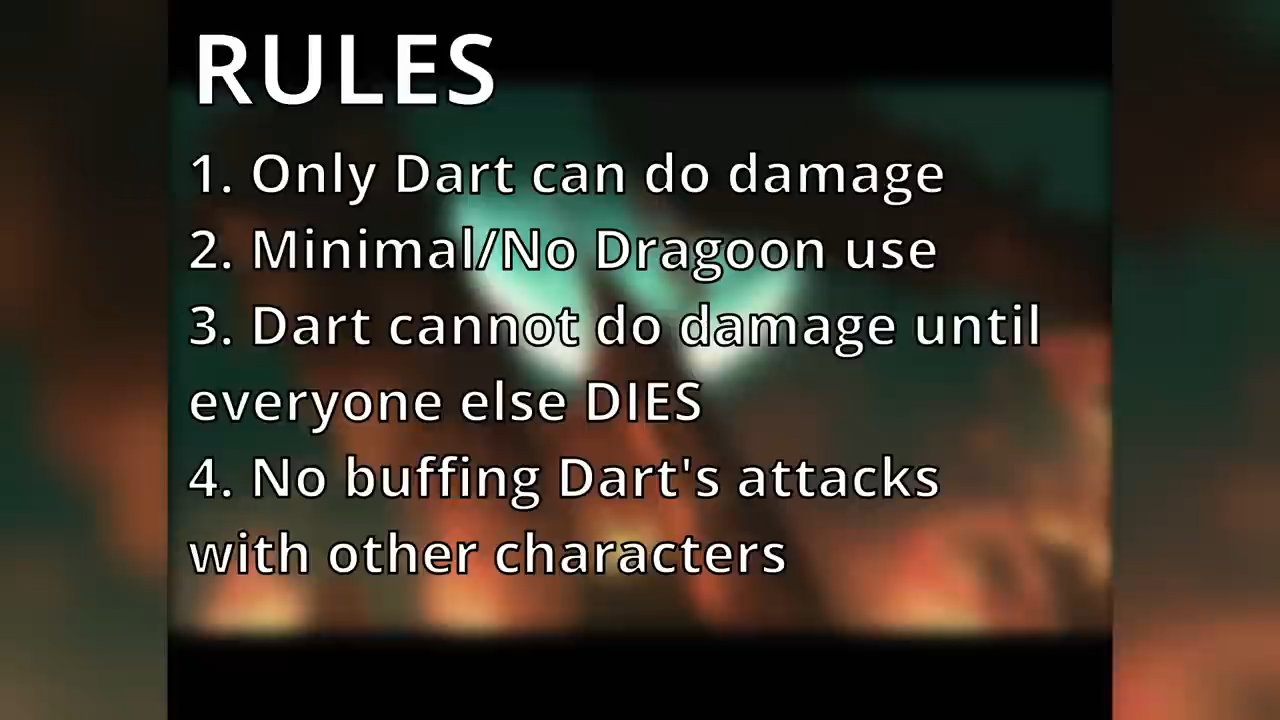 RULES
1. Only Dart can do damage
2. Minimal/No Dragoon use
3. Dart cannot do damage until
everyone else DIES
4. No buffing Dart's attacks
with other characters